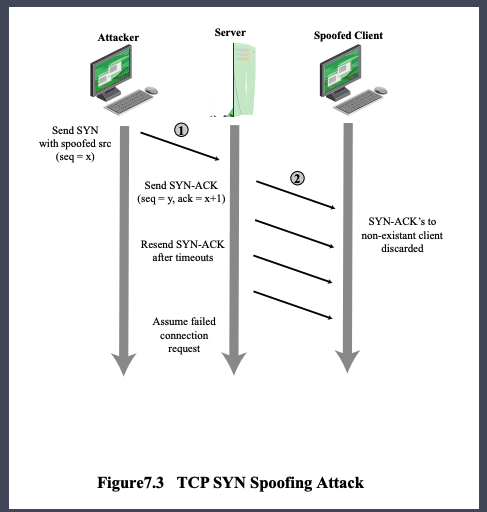 Attacker
Server
Spoofed Client
Send SYN
with spoofed src
(seq = x)
1
Send SYN-ACK
(seq = y, ack = x+1)
2
SYN-ACK's to
non-existant client
discarded
Resend SYN-ACK
after timeouts
Assume failed
connection
request
Figure7.3 TCP SYN Spoofing Attack